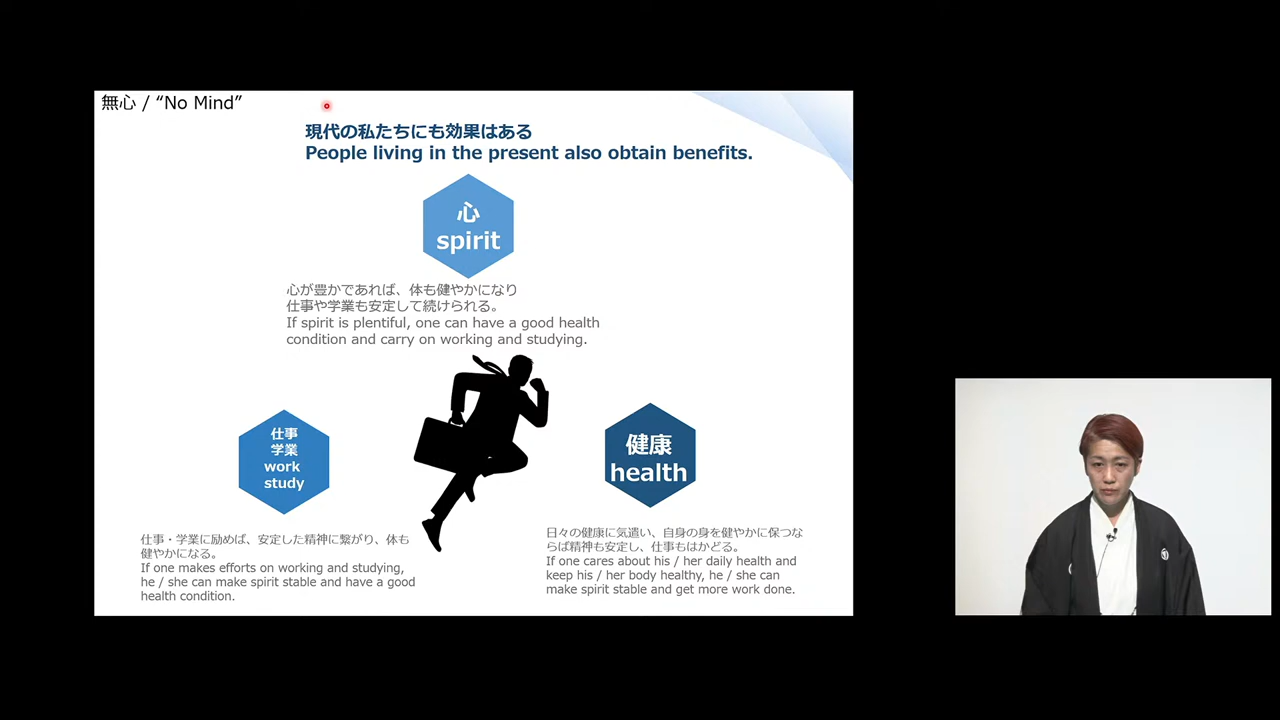 無心 / “No Mind”
現代の私たちにも効果はある
People living in the present also obtain benefits.
心
spirit
心が豊かであれば、体も健やかになり
仕事や学業も安定して続けられる。
If spirit is plentiful, one can have a good health
condition and carry on working and studying.
仕事
学業
work
study
健康
health
仕事・学業に励めば、安定した精神に繋がり、体も
健やかになる。
If one makes efforts on working and studying,
he / she can make spirit stable and have a good
health condition.
日々の健康に気遣い、自身の身を健やかに保つな
らば精神も安定し、仕事もはかどる。
If one cares about his / her daily health and
keep his / her body healthy, he / she can
make spirit stable and get more work done.